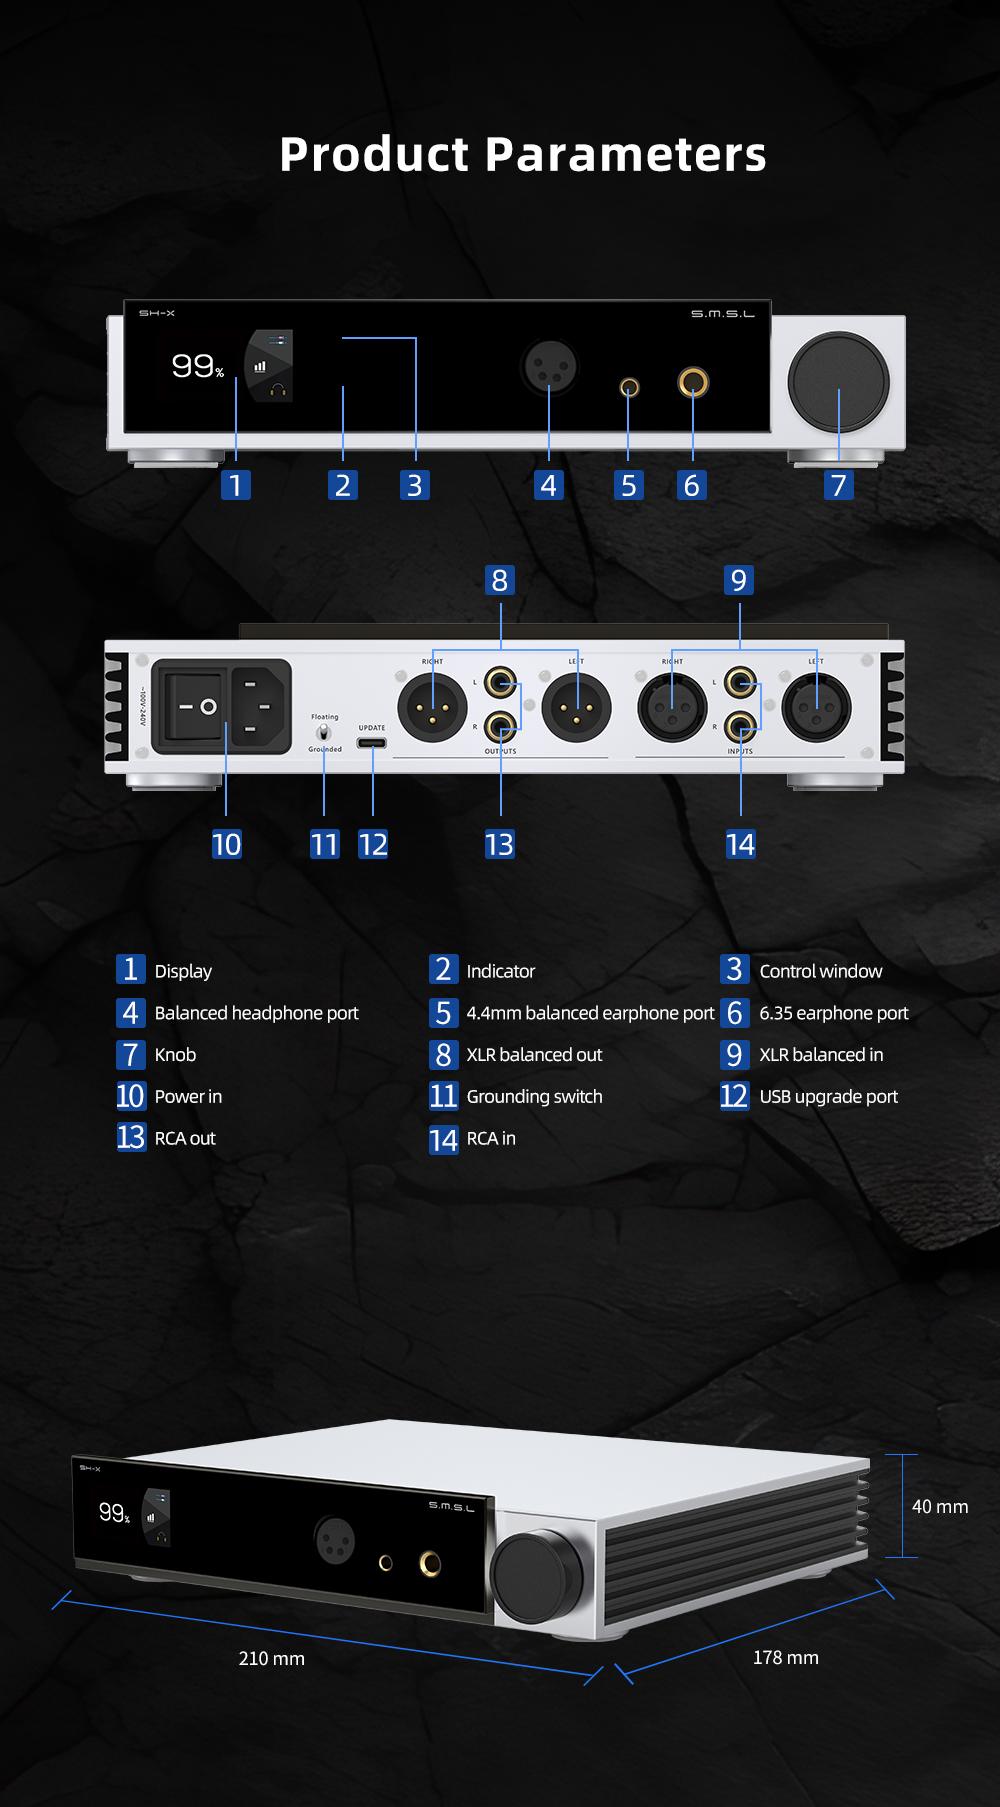 Product Parameters
SH-X
S.M.S.L
99%
1
2
3
4
5
6
7
8
9
RIGHT
LEFT
RIGHT
LEFT
L
L
~100V-240V
Floating
UPDATE
R
R
Grounded
OUTPUTS
INPUTS
10
11
12
13
14
1 Display
2 Indicator
3 Control window
4 Balanced headphone port
5 4.4mm balanced earphone port
6 6.35 earphone port
7 Knob
8 XLR balanced out
9 XLR balanced in
10 Power in
11 Grounding switch
12 USB upgrade port
13 RCA out
14 RCA in
SH-X
99%
S.M.S.L
40 mm
210 mm
178 mm